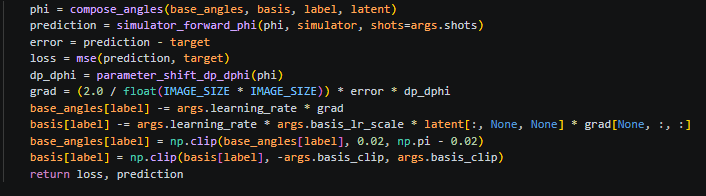 phi = compose_angles(base_angles, basis, label, latent)
prediction = simulator_forward_phi(phi, simulator, shots=args.shots)
error = prediction - target
loss = mse(prediction, target)
dp_dphi = parameter_shift_dp_dphi(phi)
grad = (2.0 / float(IMAGE_SIZE * IMAGE_SIZE)) * error * dp_dphi
base_angles[label] -= args.learning_rate * grad
basis[label] -= args.learning_rate * args.basis_lr_scale * latent[:, None, None] * grad[None, :, :]
base_angles[label] = np.clip(base_angles[label], 0.02, np.pi - 0.02)
basis[label] = np.clip(basis[label], -args.basis_clip, args.basis_clip)
return loss, prediction